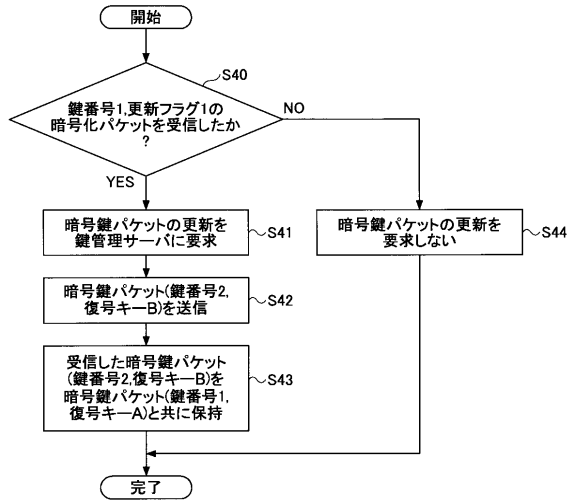 開始
S40
鍵番号1,更新フラグ1の
暗号化パケットを受信したか
?
NO
YES
暗号鍵パケットの更新を
鍵管理サーバに要求
S41
暗号鍵パケットの更新を
要求しない
S44
暗号鍵パケット(鍵番号2,
復号キーB)を送信
S42
受信した暗号鍵パケット
(鍵番号2,復号キーB)を
暗号鍵パケット(鍵番号1,
復号キーA)と共に保持
S43
完了